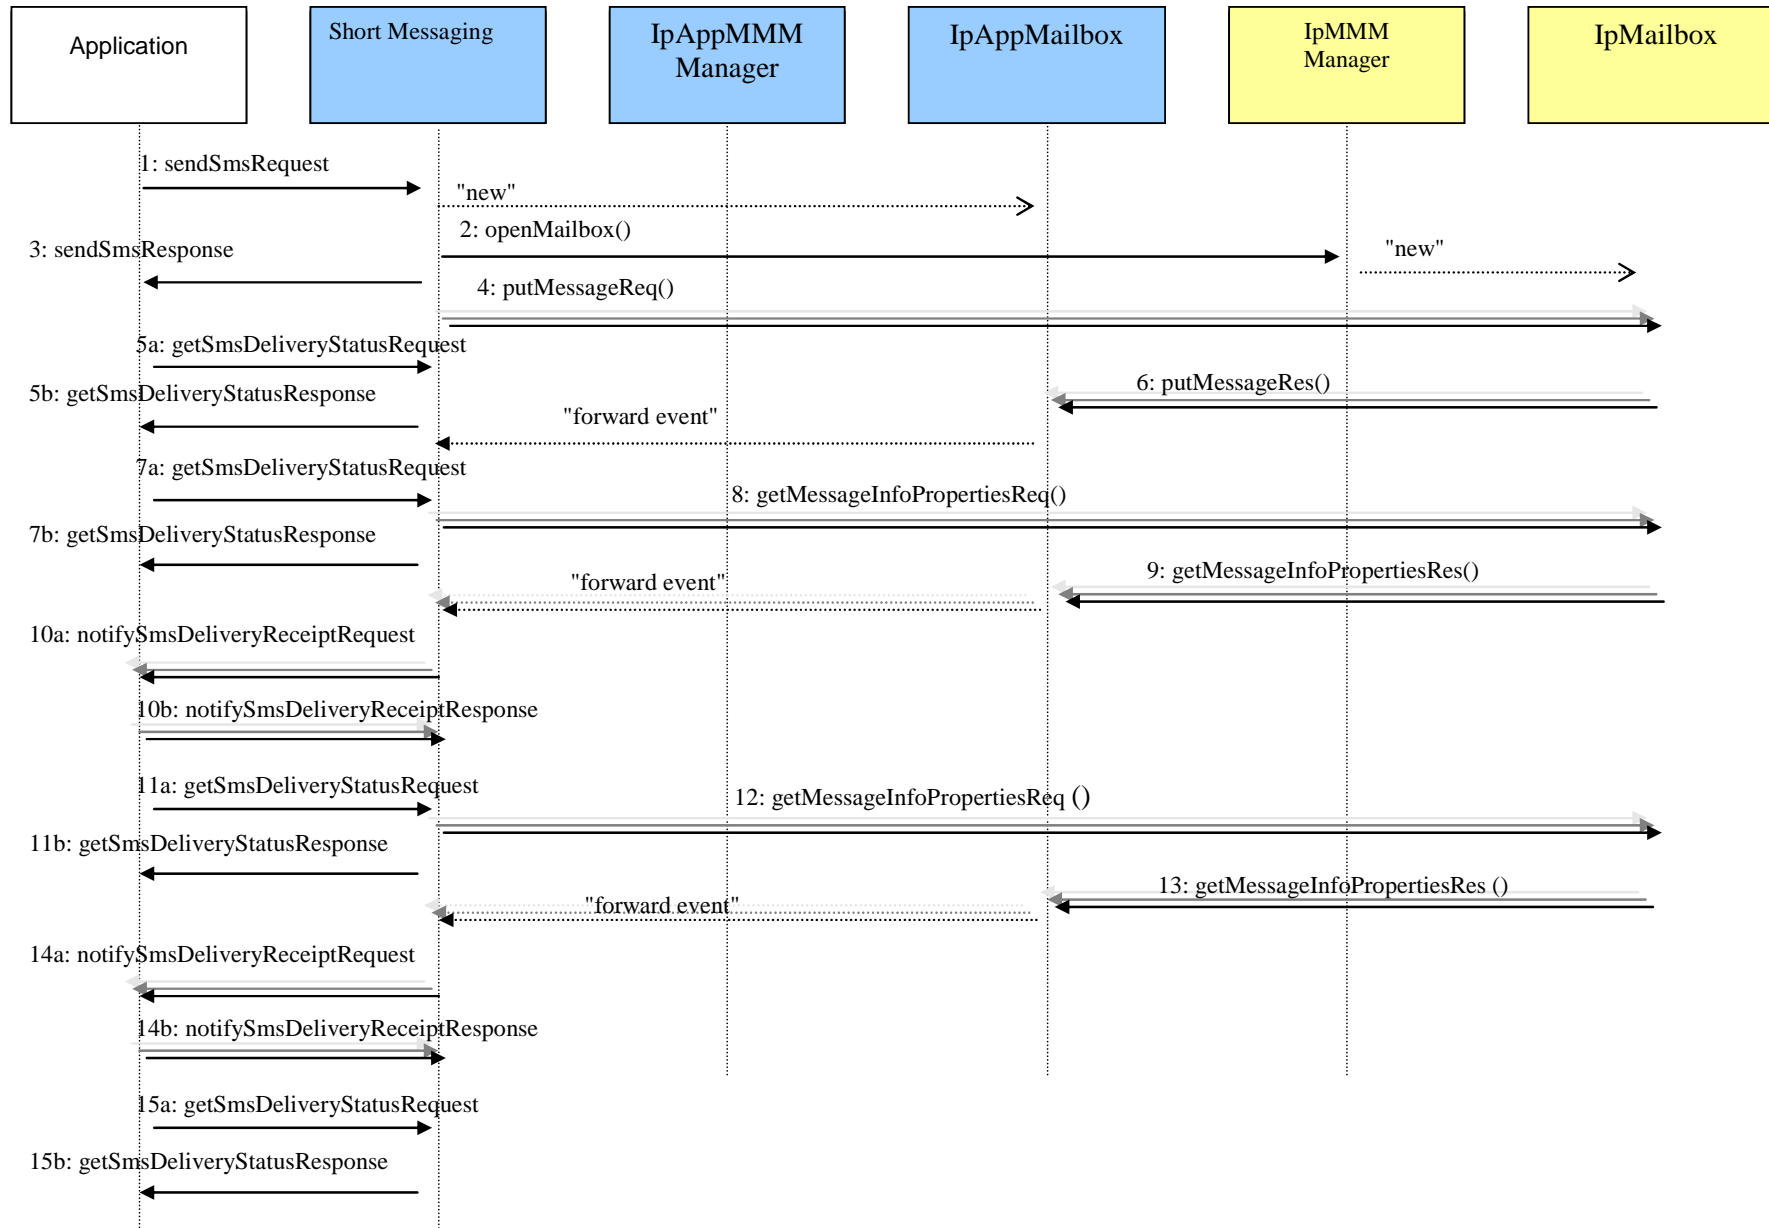 Application
Short Messaging
IpAppMMM
Manager
IpAppMailbox
IpMMM
Manager
IpMailbox
1: sendSmsRequest
"new"
2: openMailbox()
3: sendSmsResponse
"new"
4: putMessageReq()
5a: getSmsDeliveryStatusRequest
6: putMessageRes()
5b: getSmsDeliveryStatusResponse
"forward event"
7a: getSmsDeliveryStatusRequest
8: getMessageInfoPropertiesReq()
7b: getSmsDeliveryStatusResponse
9: getMessageInfoPropertiesRes()
"forward event"
10a: notifySmsDeliveryReceiptRequest
10b: notifySmsDeliveryReceiptResponse
11a: getSmsDeliveryStatusRequest
12: getMessageInfoPropertiesReq ()
11b: getSmsDeliveryStatusResponse
13: getMessageInfoPropertiesRes ()
"forward event"
14a: notifySmsDeliveryReceiptRequest
14b: notifySmsDeliveryReceiptResponse
15a: getSmsDeliveryStatusRequest
15b: getSmsDeliveryStatusResponse